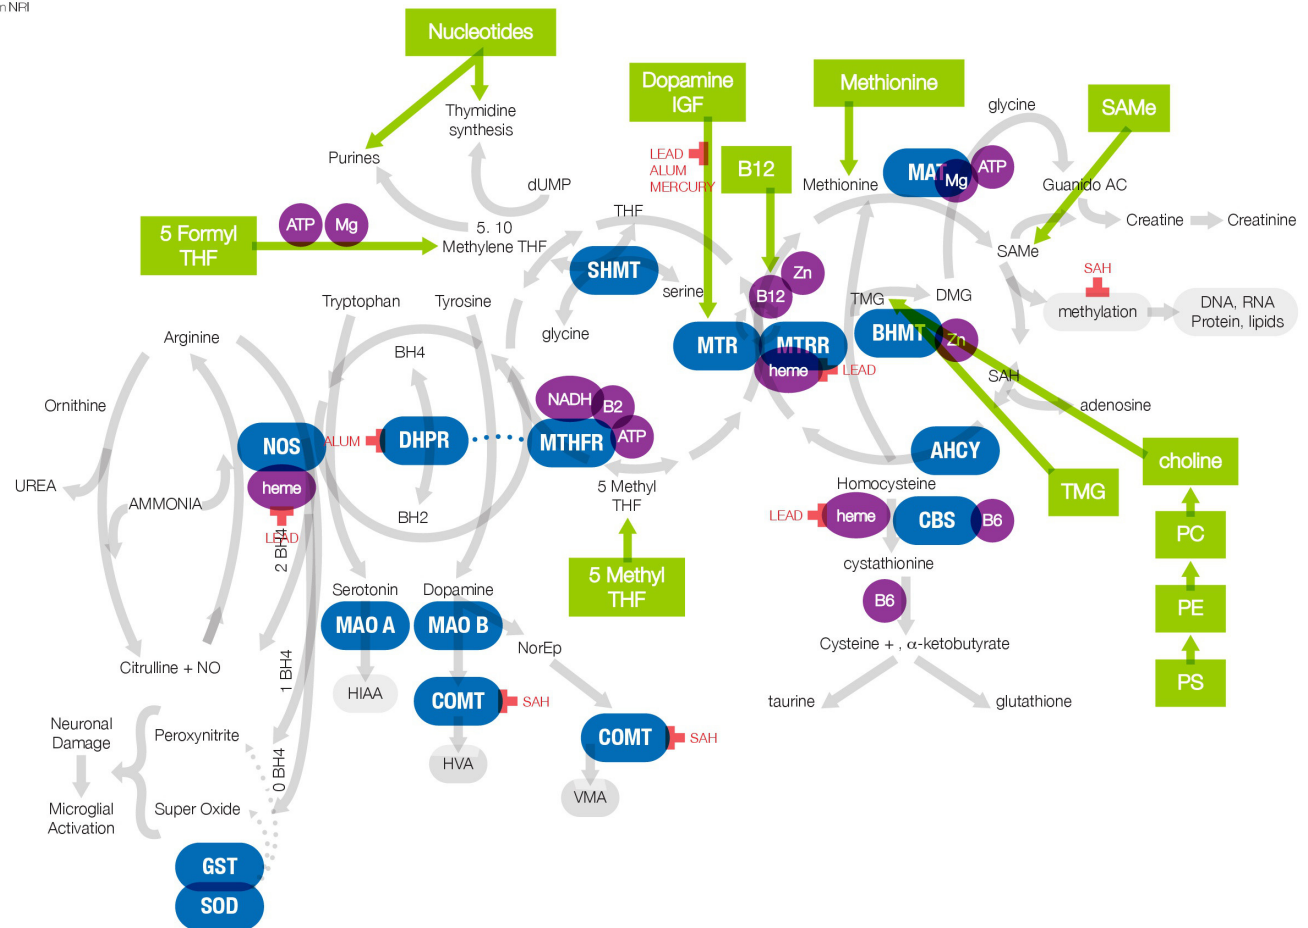 n NRI
Nucleotides
Dopamine
IGF
Methionine
SAMe
glycine
Thymidine
synthesis
Purines
LEAD
ALUM
MERCURY
B12
Methionine
MAT
Mg
ATP
Guanido AC
dUMP
THF
Creatine
Creatinine
5 Formyl
THF
ATP
Mg
5. 10
Methylene THF
SAMe
SHMT
serine
glycine
Zn
B12
SAH
methylation
DNA, RNA
Protein, lipids
TMG
DMG
Tryptophan
Tyrosine
Arginine
BH4
MTR
MTRR
heme
LEAD
BHMT
Zn
SAH
adenosine
Ornithine
NADH
B2
ATP
NOS
heme
LEAD
ALUM
DHPR
MTHFR
AHCY
choline
UREA
AMMONIA
5 Methyl
THF
Homocysteine
TMG
BH2
2 BH4
LEAD
heme
CBS
B6
PC
cystathionine
5 Methyl
THF
Serotonin
Dopamine
B6
PE
MAO A
MAO B
NorEp
Cysteine + , α-ketobutyrate
Citrulline + NO
1 BH4
HIAA
COMT
SAH
taurine
glutathione
PS
Neuronal
Damage
Peroxynitrite
COMT
SAH
0 BH4
HVA
VMA
Microglial
Activation
Super Oxide
GST
SOD